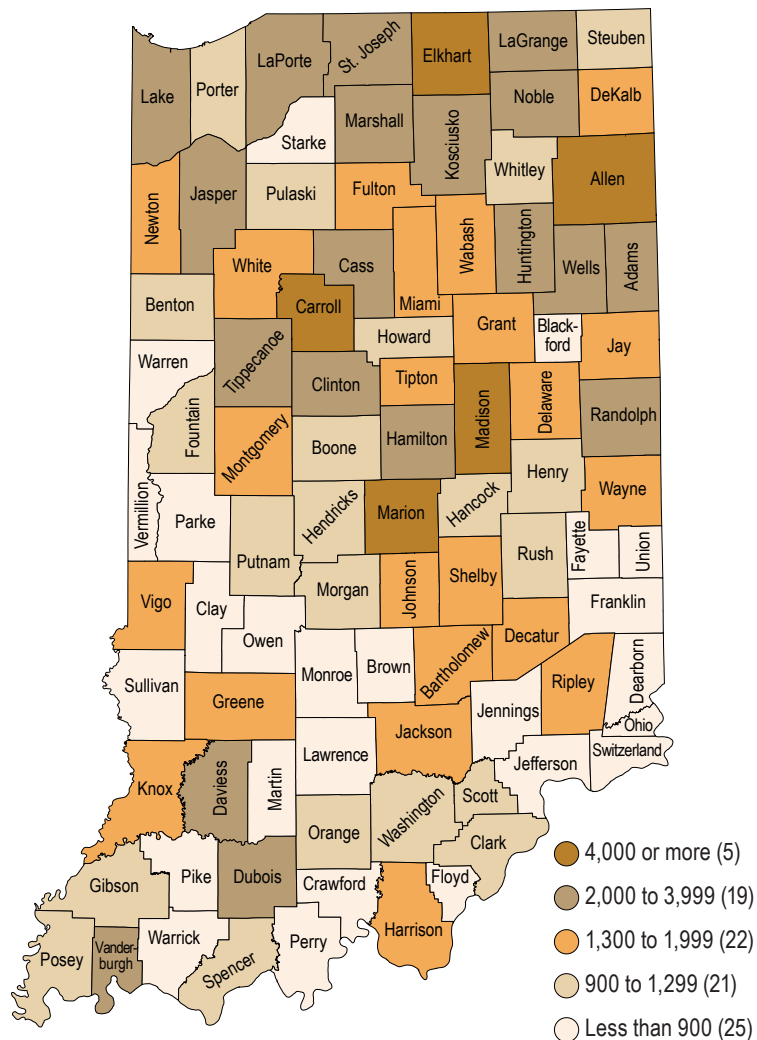 Steuben
LaGrange
Elkhart
St. Joseph
LaPorte
Porter
Lake
Noble
DeKalb
Marshall
Kosciusko
Starke
Whitley
Allen
Fulton
Pulaski
Jasper
Newton
Wabash
Huntington
Wells
Adams
White
Cass
Miami
Carroll
Benton
Grant
Black-
ford
Jay
Howard
Warren
Tippecanoe
Clinton
Tipton
Madison
Delaware
Randolph
Fountain
Montgomery
Boone
Hamilton
Henry
Wayne
Vermillion
Parke
Hendricks
Marion
Hancock
Putnam
Rush
Fayette
Union
Morgan
Johnson
Shelby
Vigo
Clay
Owen
Franklin
Decatur
Monroe
Brown
Bartholomew
Dearborn
Ripley
Sullivan
Greene
Jennings
Ohio
Jackson
Switzerland
Lawrence
Jefferson
Knox
Daviess
Martin
Scott
Washington
Orange
Clark
Pike
Dubois
Gibson
Crawford
Floyd
Harrison
Perry
Warrick
Spencer
Vander-
burgh
Posey
4,000 or more (5)
2,000 to 3,999 (19)
1,300 to 1,999 (22)
900 to 1,299 (21)
Less than 900 (25)